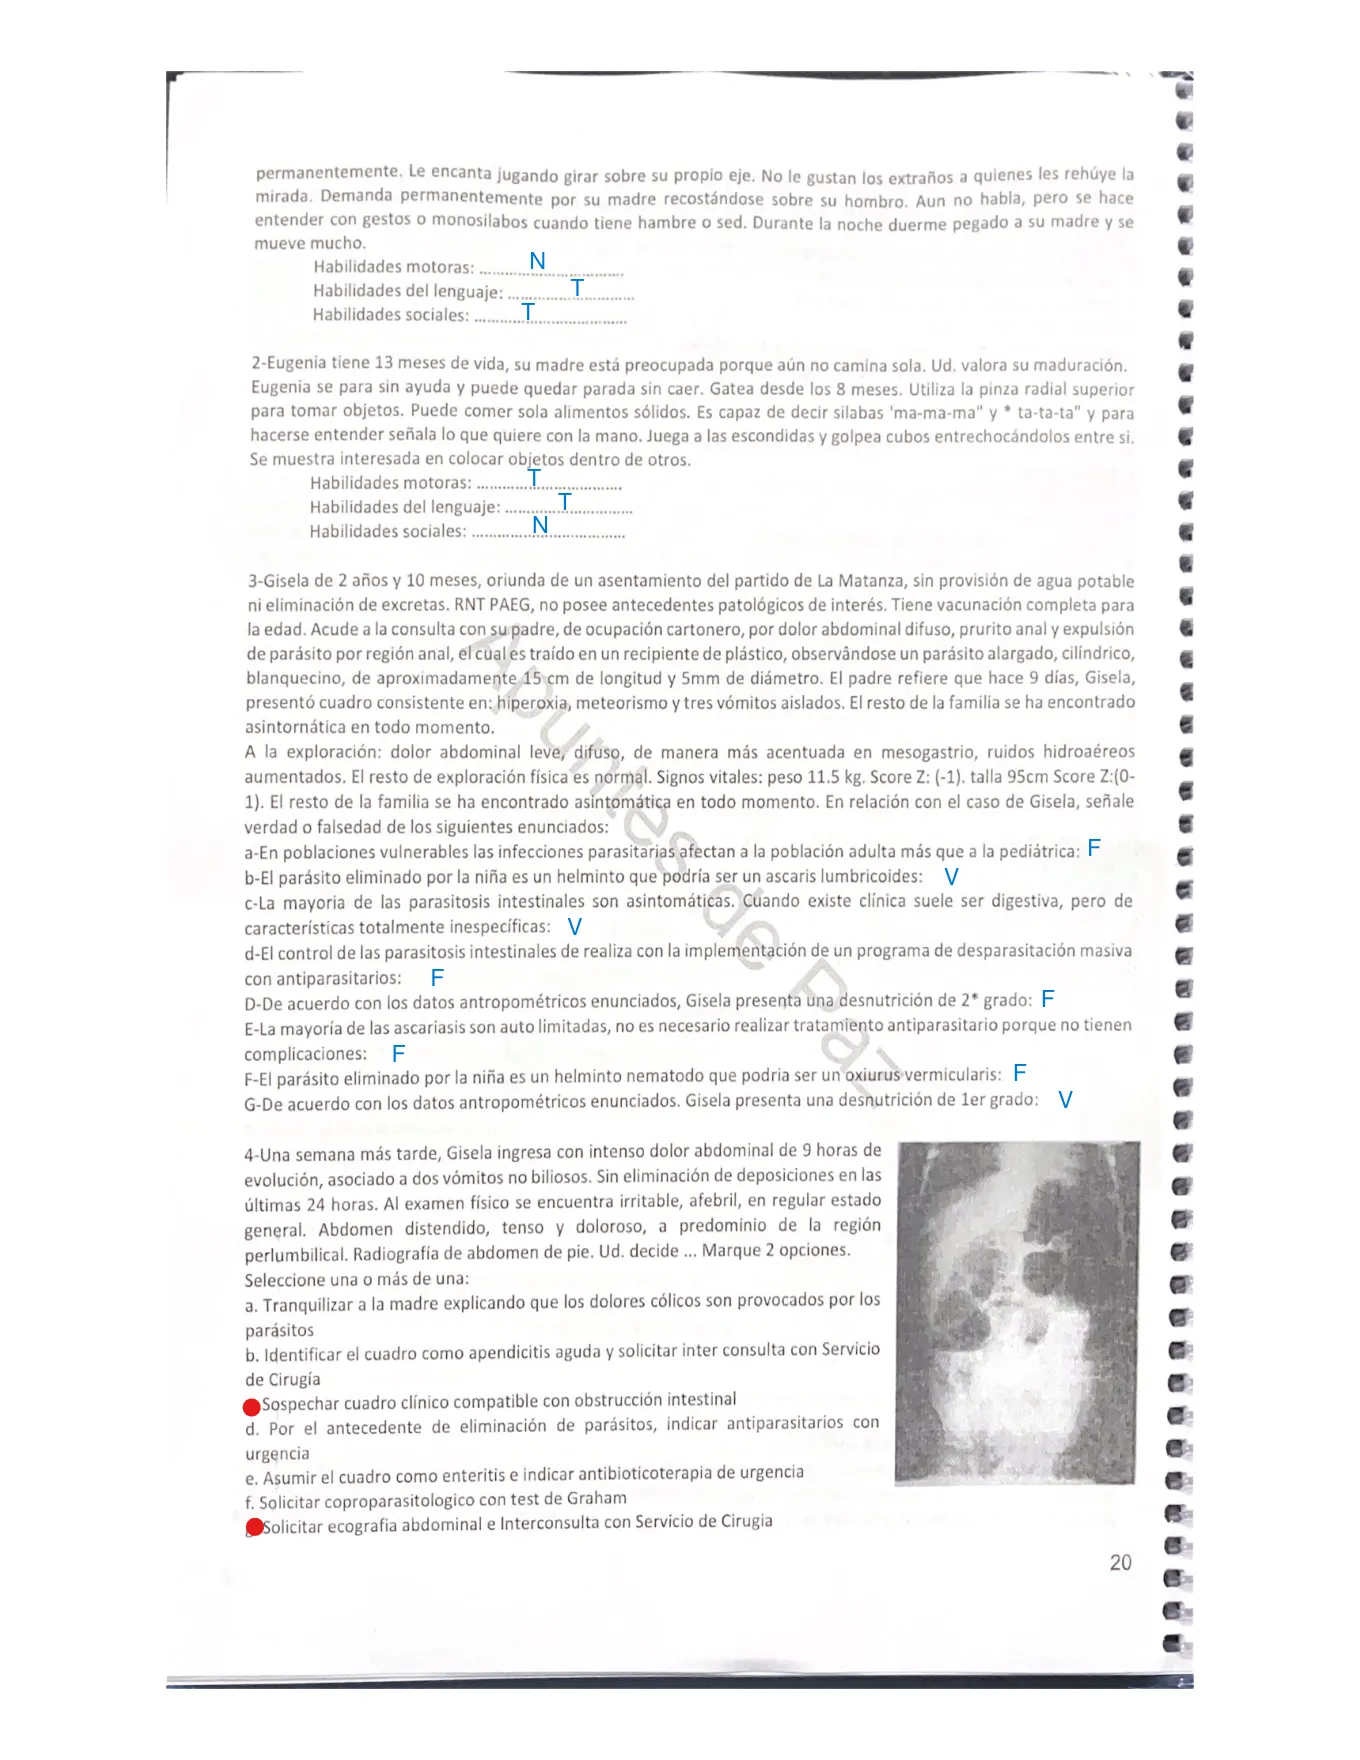 permanentemente. Le encanta jugando girar sobre su propio eje. No le gustan los extraños a quienes les rehúye la
mirada. Demanda permanentemente por su madre recostándose sobre su hombro. Aun no habla, pero se hace
entender con gestos o monosilabos cuando tiene hambre o sed. Durante la noche duerme pegado a su madre y se
mueve mucho.
Habilidades motoras: .......... N ....................
Habilidades del lenguaje: ............... T ............
Habilidades sociales: .......... T ....................
2-Eugenia tiene 13 meses de vida, su madre está preocupada porque aún no camina sola. Ud. valora su maduración.
Eugenia se para sin ayuda y puede quedar parada sin caer. Gatea desde los 8 meses. Utiliza la pinza radial superior
para tomar objetos. Puede comer sola alimentos sólidos. Es capaz de decir silabas 'ma-ma-ma" y * ta-ta-ta" y para
hacerse entender señala lo que quiere con la mano. Juega a las escondidas y golpea cubos entrechocándolos entre si.
Se muestra interesada en colocar objetos dentro de otros.
Habilidades motoras: ............ T ...................
Habilidades del lenguaje: ............ T ...............
Habilidades sociales: ............ N ..................
3-Gisela de 2 años y 10 meses, oriunda de un asentamiento del partido de La Matanza, sin provisión de agua potable
ni eliminación de excretas. RNT PAEG, no posee antecedentes patológicos de interés. Tiene vacunación completa para
la edad. Acude a la consulta con su padre, de ocupación cartonero, por dolor abdominal difuso, prurito anal y expulsión
de parásito por región anal, el cual es traído en un recipiente de plástico, observândose un parásito alargado, cilíndrico,
blanquecino, de aproximadamente 15 cm de longitud y 5mm de diámetro. El padre refiere que hace 9 días, Gisela,
presentó cuadro consistente en: hiperoxia, meteorismo y tres vómitos aislados. El resto de la familia se ha encontrado
asintornática en todo momento.
A la exploración: dolor abdominal leve, difuso, de manera más acentuada en mesogastrio, ruidos hidroaéreos
aumentados. El resto de exploración física es normal. Signos vitales: peso 11.5 kg. Score Z: (-1). talla 95cm Score Z:(0-
1). El resto de la familia se ha encontrado asintomática en todo momento. En relación con el caso de Gisela, señale
verdad o falsedad de los siguientes enunciados:
a-En poblaciones vulnerables las infecciones parasitarias afectan a la población adulta más que a la pediátrica: F
b-El parásito eliminado por la niña es un helminto que podría ser un ascaris lumbricoides: V
c-La mayoria de las parasitosis intestinales son asintomáticas. Cuando existe clínica suele ser digestiva, pero de
características totalmente inespecíficas: V
d-El control de las parasitosis intestinales de realiza con la implementación de un programa de desparasitación masiva
con antiparasitarios: F
D-De acuerdo con los datos antropométricos enunciados, Gisela presenta una desnutrición de 2* grado: F
E-La mayoría de las ascariasis son auto limitadas, no es necesario realizar tratamiento antiparasitario porque no tienen
complicaciones: F
F-El parásito eliminado por la niña es un helminto nematodo que podria ser un oxiurus vermicularis: F
G-De acuerdo con los datos antropométricos enunciados. Gisela presenta una desnutrición de 1er grado: V
Apuntes de Paz
4-Una semana más tarde, Gisela ingresa con intenso dolor abdominal de 9 horas de
evolución, asociado a dos vómitos no biliosos. Sin eliminación de deposiciones en las
últimas 24 horas. Al examen físico se encuentra irritable, afebril, en regular estado
general. Abdomen distendido, tenso y doloroso, a predominio de la región
perlumbilical. Radiografía de abdomen de pie. Ud. decide ... Marque 2 opciones.
Seleccione una o más de una:
a. Tranquilizar a la madre explicando que los dolores cólicos son provocados por los
parásitos
b. Identificar el cuadro como apendicitis aguda y solicitar inter consulta con Servicio
de Cirugía
Sospechar cuadro clínico compatible con obstrucción intestinal
d. Por el antecedente de eliminación de parásitos, indicar antiparasitarios con
urgencia
e. Asumir el cuadro como enteritis e indicar antibioticoterapia de urgencia
f. Solicitar coproparasitologico con test de Graham
Solicitar ecografia abdominal e Interconsulta con Servicio de Cirugia
20